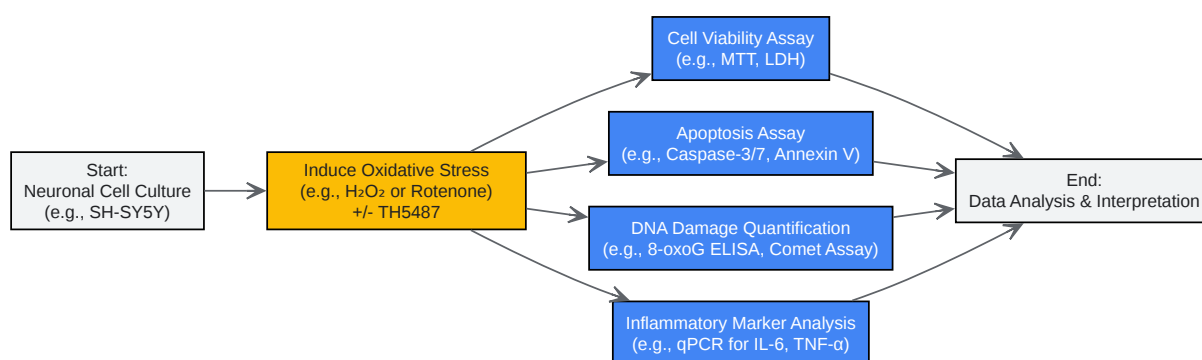 Start:
Neuronal Cell Culture
(e.g., SH-SY5Y)
Induce Oxidative Stress
(e.g., H₂O₂ or Rotenone)
+/- TH5487
Cell Viability Assay
(e.g., MTT, LDH)
Apoptosis Assay
(e.g., Caspase-3/7, Annexin V)
DNA Damage Quantification
(e.g., 8-oxoG ELISA, Comet Assay)
Inflammatory Marker Analysis
(e.g., qPCR for IL-6, TNF-α)
End:
Data Analysis & Interpretation